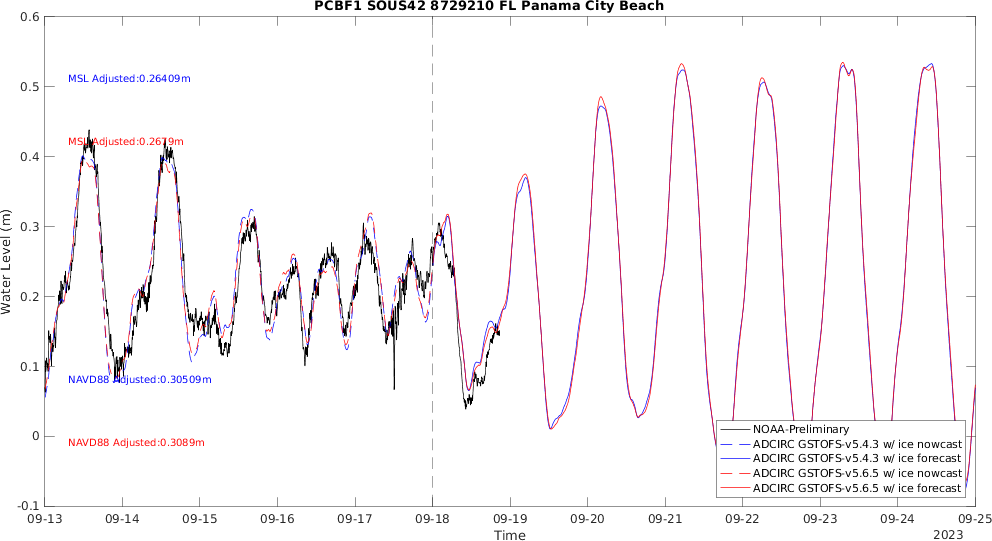 PCBF1 SOUS42 8729210 FL Panama City Beach
0.6
0.5
0.4
0.3
0.2
0.1
0
-0.1
Water Level (m)
MSL Adjusted:0.26409m
MSL Adjusted:0.2679m
NAVD88 Adjusted:0.30509m
NAVD88 Adjusted:0.3089m
NOAA-Preliminary
ADCIRC GSTOFS-v5.4.3 w/ ice nowcast
ADCIRC GSTOFS-v5.4.3 w/ ice forecast
ADCIRC GSTOFS-v5.6.5 w/ ice nowcast
ADCIRC GSTOFS-v5.6.5 w/ ice forecast
09-13 09-14 09-15 09-16 09-17 09-18 09-19 09-20 09-21 09-22 09-23 09-24 09-25
Time
2023